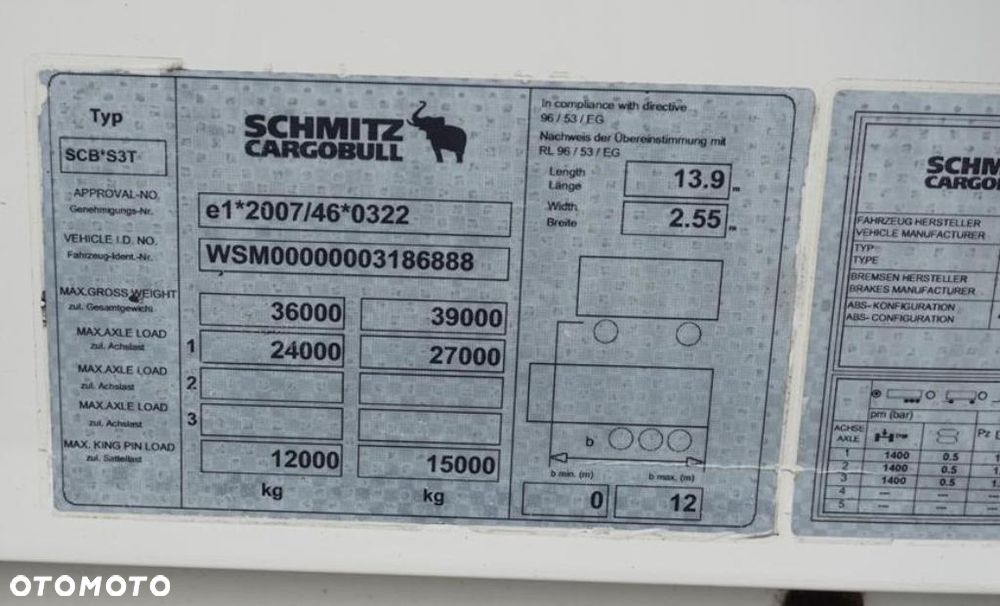 Typ
SCB*S3T
SCHMITZ
CARGOBULL
APPROVAL-NO.
Genehmigungs-Nr.
e1*2007/46*0322
VEHICLE I.D. NO.
Fahrzeug-Ident.-Nr.
WSM00000003186888
MAX.GROSS WEIGHT
zul. Gesamtgewicht
36000 39000
MAX.AXLE LOAD
zul. Achslast
1 24000 27000
MAX.AXLE LOAD
zul. Achslast
2
MAX.AXLE LOAD
zul. Achslast
3
MAX. KING PIN LOAD
zul. Sattellast
12000 15000
kg kg
In compliance with directive
96 / 53 / EG
Nachweis der Übereinstimmung mit
RL 96 / 53 / EG
Length
Länge
13.9 m
Width
Breite
2.55 m
b
b min. (m) b max. (m)
0 12
SCHM
CARGOBU
FAHRZEUG HERSTELLER
VEHICLE MANUFACTURER
TYP
TYPE
BREMSEN HERSTELLER
BRAKES MANUFACTURER
ABS- KONFIGURATION
ABS- CONFIGURATION
pm (bar)
ACHSE
AXLE
Pz
1 1400 0.5 1
2 1400 0.5 1
3 1400 0.5 1.
4 --- ---
5 --- ---
OTOMOTO